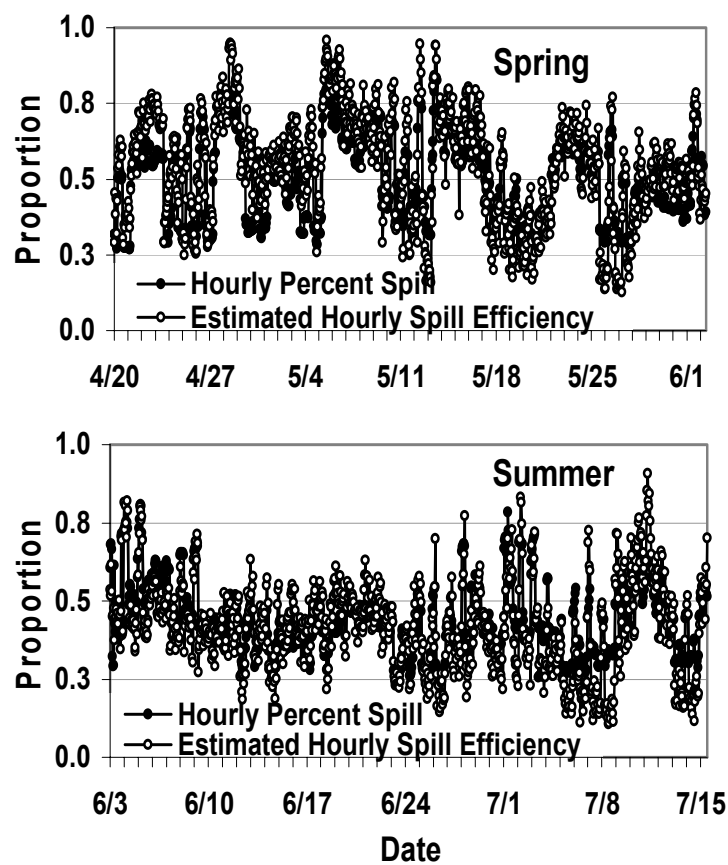 1.0
Spring
0.8
Proportion
0.5
0.3
Hourly Percent Spill
Estimated Hourly Spill Efficiency
0.0
4/20 4/27 5/4 5/11 5/18 5/25 6/1
1.0
Summer
0.8
Proportion
0.5
0.3
Hourly Percent Spill
Estimated Hourly Spill Efficiency
0.0
6/3 6/10 6/17 6/24 7/1 7/8 7/15
Date